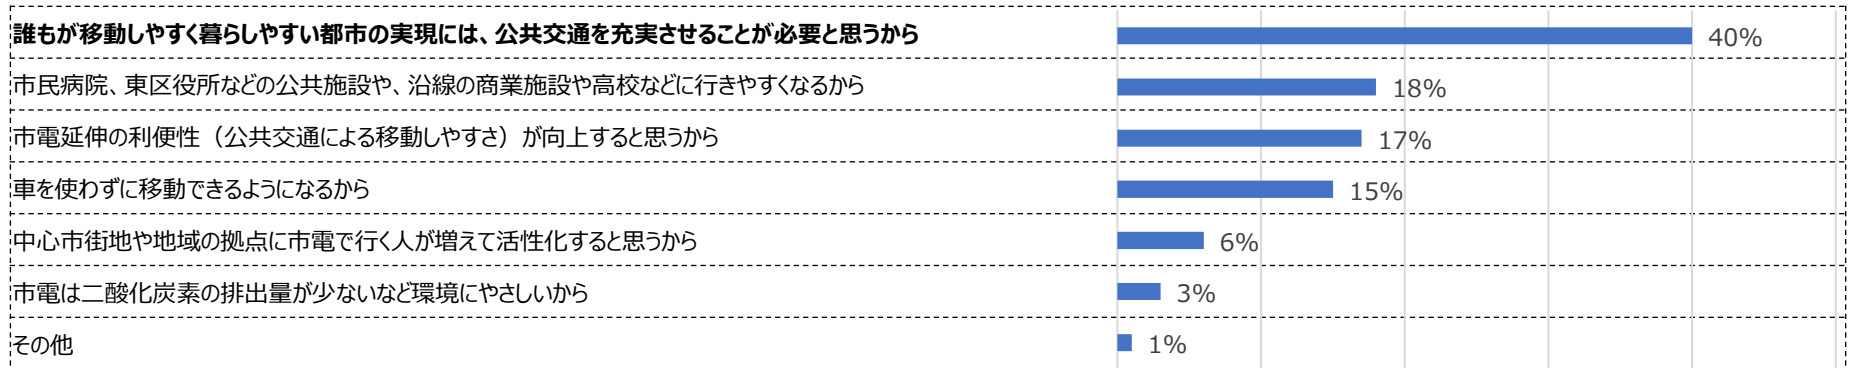 誰もが移動しやすく暮らしやすい都市の実現には、公共交通を充実させることが必要と思うから 40%
市民病院、東区役所などの公共施設や、沿線の商業施設や高校などに行きやすくなるから 18%
市電延伸の利便性（公共交通による移動しやすさ）が向上すると思うから 17%
車を使わずに移動できるようになるから 15%
中心市街地や地域の拠点に市電で行く人が増えて活性化すると思うから 6%
市電は二酸化炭素の排出量が少ないなど環境にやさしいから 3%
その他 1%